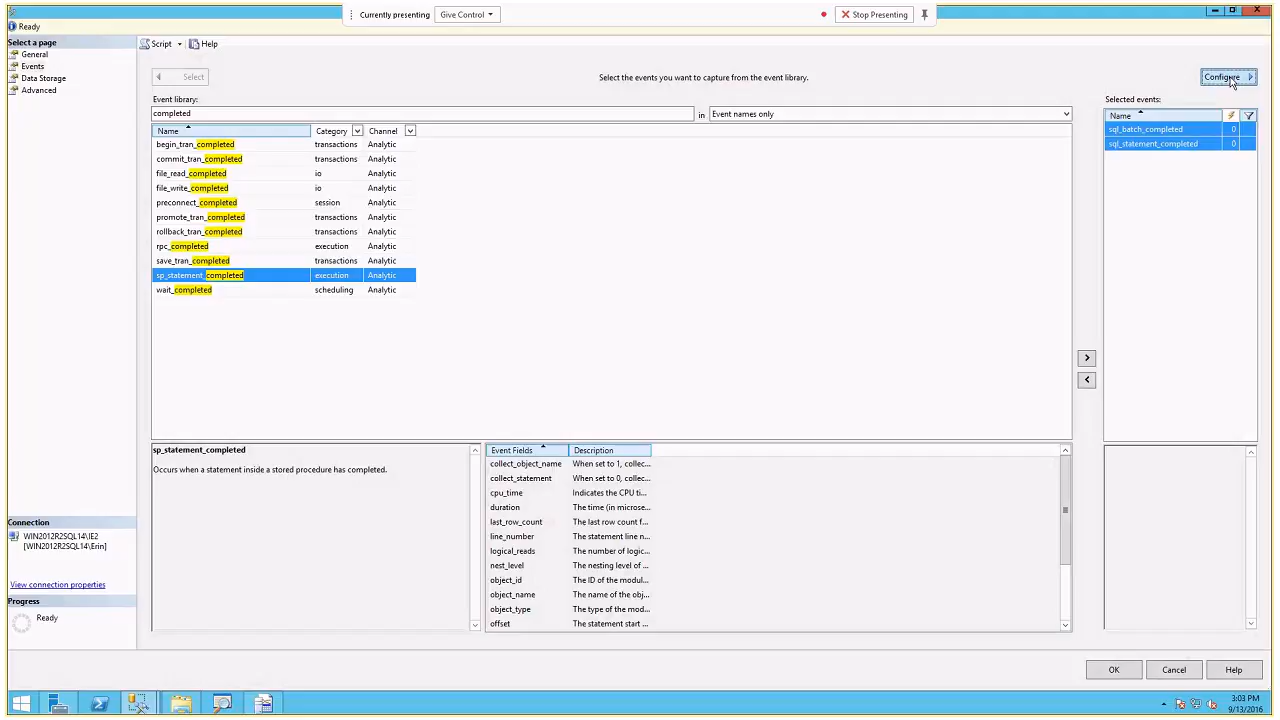 Currently presenting Give Control Stop Presenting
Ready
Select a page
General
Events
Data Storage
Advanced
Script Help
Select
Select the events you want to capture from the event library.
Configure
Event library:
completed in Event names only
Name Category Channel
begin_tran_completed transactions Analytic
commit_tran_completed transactions Analytic
file_read_completed io Analytic
file_write_completed io Analytic
preconnect_completed session Analytic
promote_tran_completed transactions Analytic
rollback_tran_completed transactions Analytic
rpc_completed execution Analytic
save_tran_completed transactions Analytic
sp_statement_completed execution Analytic
wait_completed scheduling Analytic
Selected events:
Name
sql_batch_completed 0
sql_statement_completed 0
sp_statement_completed
Occurs when a statement inside a stored procedure has completed.
Event Fields Description
collect_object_name When set to 1, collec...
collect_statement When set to 0, collec...
cpu_time Indicates the CPU ti...
duration The time (in microse...
last_row_count The last row count f...
line_number The statement line n...
logical_reads The number of logic...
nest_level The nesting level of ...
object_id The ID of the modul...
object_name The name of the obj...
object_type The type of the mod...
offset The statement start ...
Connection
WIN2012R2SQL14\IE2
[WIN2012R2SQL14\Erin]
View connection properties
Progress
Ready
OK Cancel Help
3:03 PM
9/13/2016